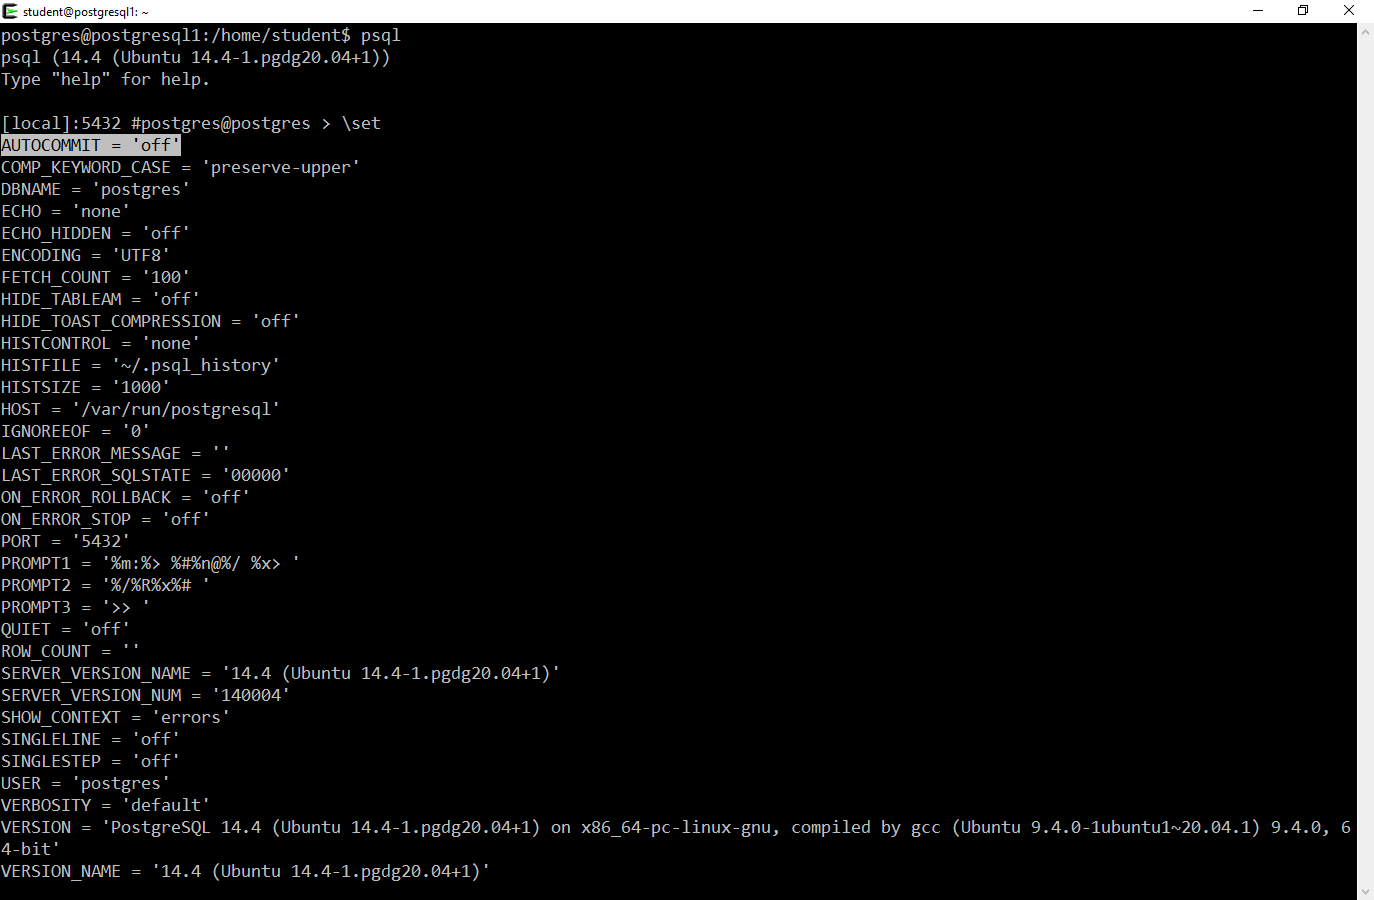 student@postgresql1: ~
postgres@postgresql1:/home/student$ psql
psql (14.4 (Ubuntu 14.4-1.pgdg20.04+1))
Type "help" for help.
[local]:5432 #postgres@postgres > \set
AUTOCOMMIT = 'off'
COMP_KEYWORD_CASE = 'preserve-upper'
DBNAME = 'postgres'
ECHO = 'none'
ECHO_HIDDEN = 'off'
ENCODING = 'UTF8'
FETCH_COUNT = '100'
HIDE_TABLEAM = 'off'
HIDE_TOAST_COMPRESSION = 'off'
HISTCONTROL = 'none'
HISTFILE = '~/.psql_history'
HISTSIZE = '1000'
HOST = '/var/run/postgresql'
IGNOREEOF = '0'
LAST_ERROR_MESSAGE = ''
LAST_ERROR_SQLSTATE = '00000'
ON_ERROR_ROLLBACK = 'off'
ON_ERROR_STOP = 'off'
PORT = '5432'
PROMPT1 = '%m:%> %#%n@%/ %x> '
PROMPT2 = '%/%R%x%# '
PROMPT3 = '>> '
QUIET = 'off'
ROW_COUNT = ''
SERVER_VERSION_NAME = '14.4 (Ubuntu 14.4-1.pgdg20.04+1)'
SERVER_VERSION_NUM = '140004'
SHOW_CONTEXT = 'errors'
SINGLELINE = 'off'
SINGLESTEP = 'off'
USER = 'postgres'
VERBOSITY = 'default'
VERSION = 'PostgreSQL 14.4 (Ubuntu 14.4-1.pgdg20.04+1) on x86_64-pc-linux-gnu, compiled by gcc (Ubuntu 9.4.0-1ubuntu1~20.04.1) 9.4.0, 6
4-bit'
VERSION_NAME = '14.4 (Ubuntu 14.4-1.pgdg20.04+1)'